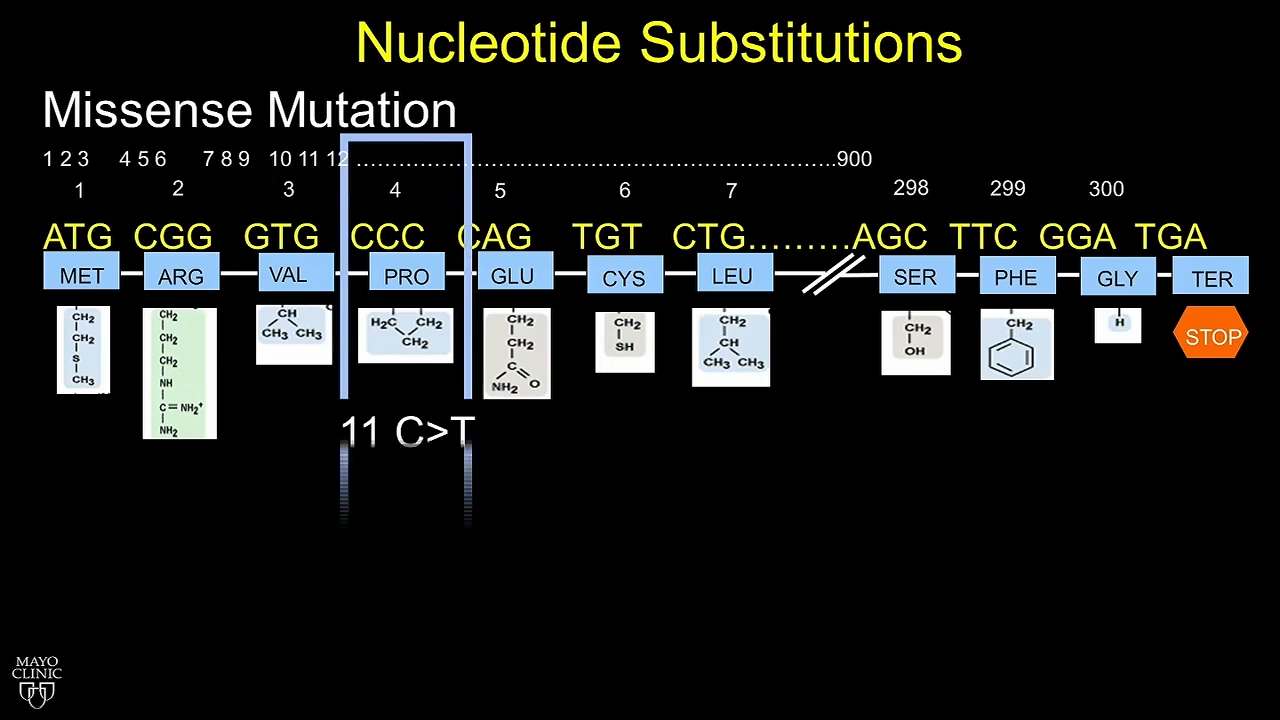 Nucleotide Substitutions
Missense Mutation
1 2 3 4 5 6 7 8 9 10 11 12 ..................................................................900
1 2 3 4 5 6 7 298 299 300
ATG CGG GTG CCC CAG TGT CTG.........AGC TTC GGA TGA
MET ARG VAL PRO GLU CYS LEU SER PHE GLY TER
CH₂ CH₂ S CH₃
CH₂ CH₂ CH₂ NH C=NH₂⁺ NH₂
CH CH₃ CH₃
H₂C CH₂ CH₂
CH₂ CH₂ C O NH₂
CH₂ SH
CH₂ CH CH₃ CH₃
CH₂ OH
CH₂
H
STOP
11 C>T
MAYO
CLINIC